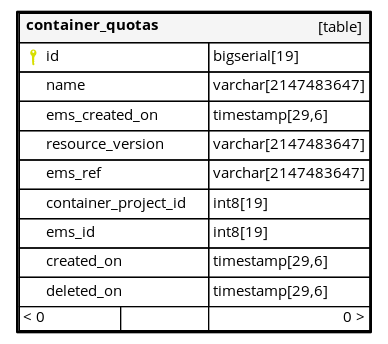 container_quotas [table]
id bigserial[19]
name varchar[2147483647]
ems_created_on timestamp[29,6]
resource_version varchar[2147483647]
ems_ref varchar[2147483647]
container_project_id int8[19]
ems_id int8[19]
created_on timestamp[29,6]
deleted_on timestamp[29,6]
< 0 0 >